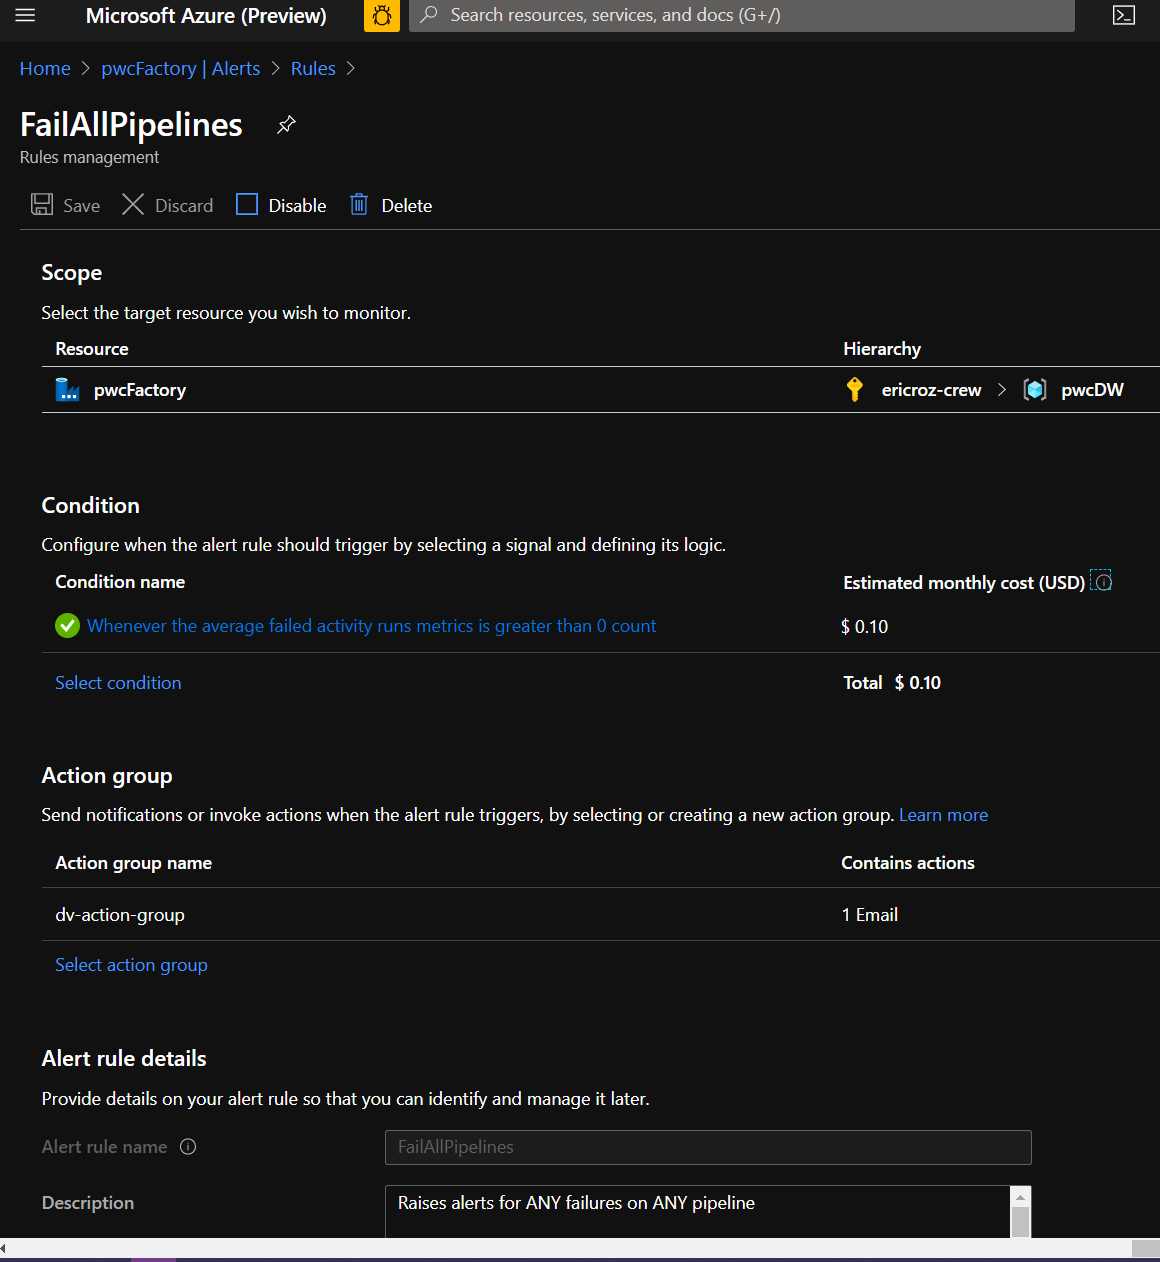 Microsoft Azure (Preview)
Search resources, services, and docs (G+/)
Home > pwcFactory | Alerts > Rules >
FailAllPipelines
Rules management
Save Discard Disable Delete
Scope
Select the target resource you wish to monitor.
Resource Hierarchy
pwcFactory ericroz-crew > pwcDW
Condition
Configure when the alert rule should trigger by selecting a signal and defining its logic.
Condition name Estimated monthly cost (USD)
Whenever the average failed activity runs metrics is greater than 0 count $ 0.10
Select condition Total $ 0.10
Action group
Send notifications or invoke actions when the alert rule triggers, by selecting or creating a new action group. Learn more
Action group name Contains actions
dv-action-group 1 Email
Select action group
Alert rule details
Provide details on your alert rule so that you can identify and manage it later.
Alert rule name FailAllPipelines
Description Raises alerts for ANY failures on ANY pipeline